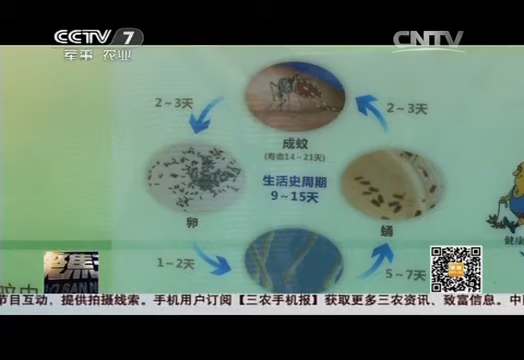 CCTV 7
军事 农业
CNTV
2~3天
2~3天
成蚊
(寿命14~21天)
生活史周期
9~15天
卵
蛹
健康
1~2天
5~7天
节目互动、提供拍摄线索。手机用户订阅【三农手机报】获取更多三农资讯、致富信息。中